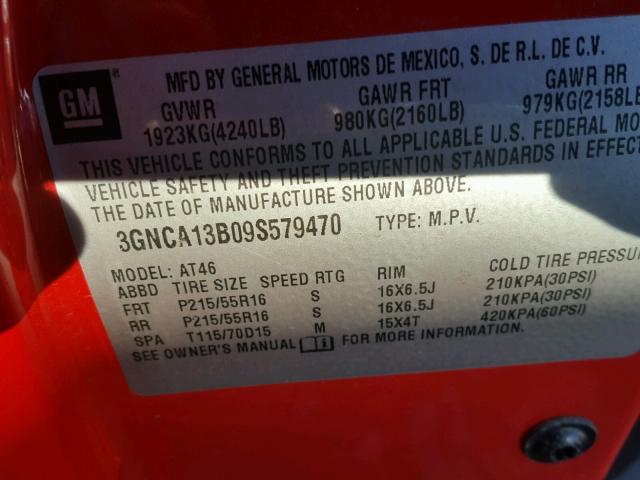 GM ®
MFD BY GENERAL MOTORS DE MEXICO, S. DE R.L. DE C.V.
GVWR GAWR FRT GAWR RR
1923KG(4240LB) 980KG(2160LB) 979KG(2158LB
THIS VEHICLE CONFORMS TO ALL APPLICABLE U.S. FEDERAL MO
VEHICLE SAFETY AND THEFT PREVENTION STANDARDS IN EFFECT
THE DATE OF MANUFACTURE SHOWN ABOVE.
3GNCA13B09S579470 TYPE: M.P.V.
MODEL: AT46
ABBD TIRE SIZE SPEED RTG RIM COLD TIRE PRESSUR
FRT P215/55R16 S 16X6.5J 210KPA(30PSI)
RR P215/55R16 S 16X6.5J 210KPA(30PSI)
SPA T115/70D15 M 15X4T 420KPA(60PSI)
SEE OWNER'S MANUAL FOR MORE INFORMATION.